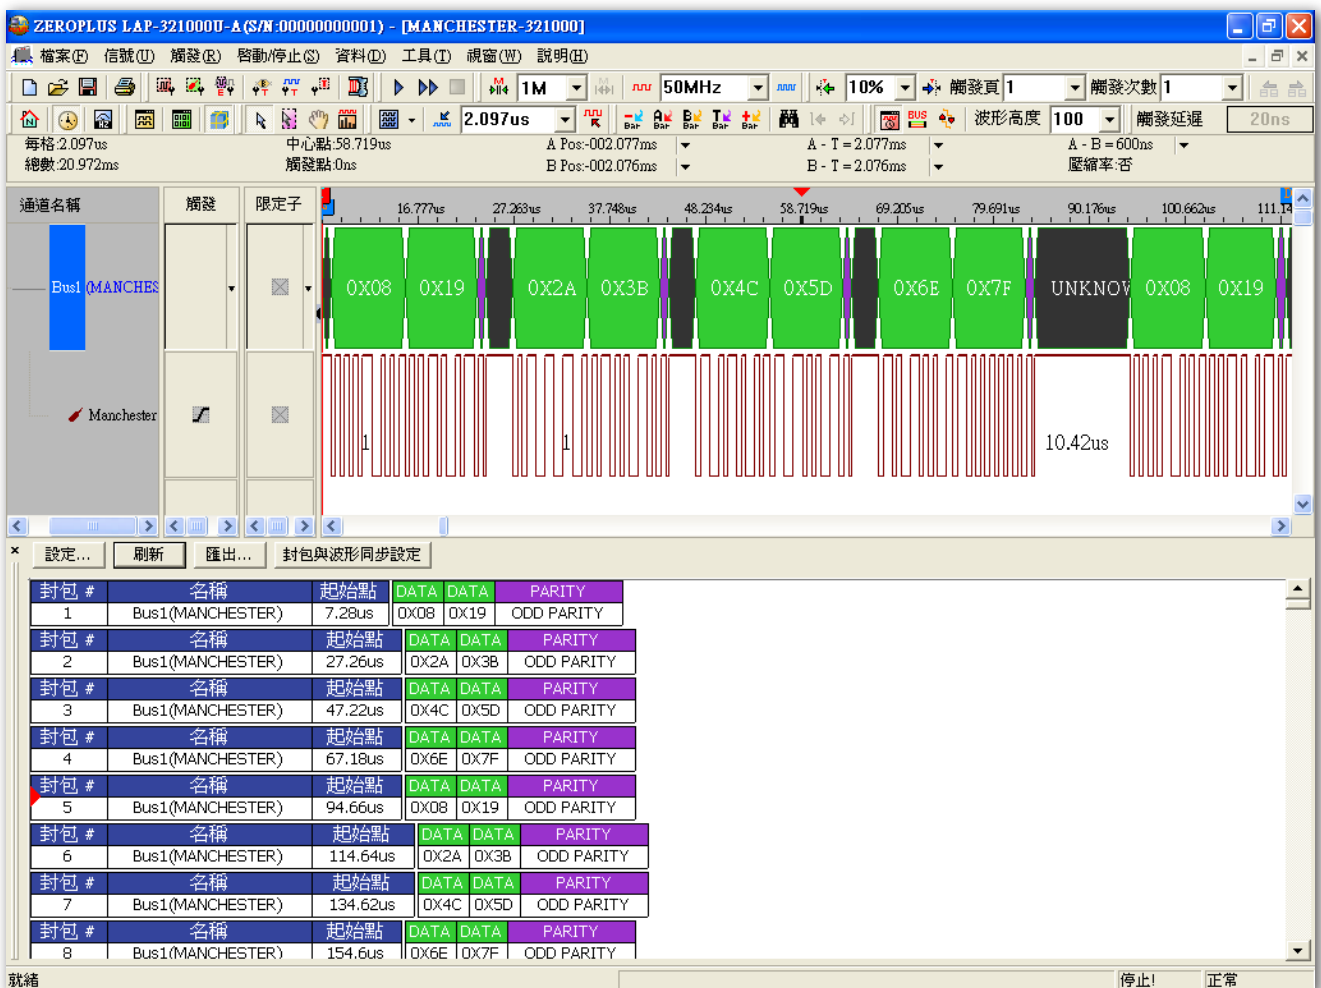 ZEROPLUS LAP-321000U-A(S/N:00000000001) - [MANCHESTER-321000]
檔案(F) 信號(U) 觸發(R) 啓動/停止(S) 資料(D) 工具(T) 視窗(W) 說明(H)
1M 50MHz 10% 觸發頁 1 觸發次數 1
2.097us Bar Bar Bar Bar Bar BUS 波形高度 100 觸發延遲 20ns
每格:2.097us 中心點:58.719us A Pos:-002.077ms A - T = 2.077ms A - B = 600ns
總數:20.972ms 觸發點:0ns B Pos:-002.076ms B - T = 2.076ms 壓縮率:否
通道名稱 觸發 限定子 16.777us 27.263us 37.748us 48.234us 58.719us 69.205us 79.691us 90.176us 100.662us 111.14
Bus1 (MANCHES 0X08 0X19 0X2A 0X3B 0X4C 0X5D 0X6E 0X7F UNKNOW 0X08 0X19
Manchester 1 1 10.42us
設定... 刷新 匯出... 封包與波形同步設定
封包 # 名稱 起始點 DATA DATA PARITY
1 Bus1(MANCHESTER) 7.28us 0X08 0X19 ODD PARITY
封包 # 名稱 起始點 DATA DATA PARITY
2 Bus1(MANCHESTER) 27.26us 0X2A 0X3B ODD PARITY
封包 # 名稱 起始點 DATA DATA PARITY
3 Bus1(MANCHESTER) 47.22us 0X4C 0X5D ODD PARITY
封包 # 名稱 起始點 DATA DATA PARITY
4 Bus1(MANCHESTER) 67.18us 0X6E 0X7F ODD PARITY
封包 # 名稱 起始點 DATA DATA PARITY
5 Bus1(MANCHESTER) 94.66us 0X08 0X19 ODD PARITY
封包 # 名稱 起始點 DATA DATA PARITY
6 Bus1(MANCHESTER) 114.64us 0X2A 0X3B ODD PARITY
封包 # 名稱 起始點 DATA DATA PARITY
7 Bus1(MANCHESTER) 134.62us 0X4C 0X5D ODD PARITY
封包 # 名稱 起始點 DATA DATA PARITY
8 Bus1(MANCHESTER) 154.6us 0X6E 0X7F ODD PARITY
就緒 停止! 正常